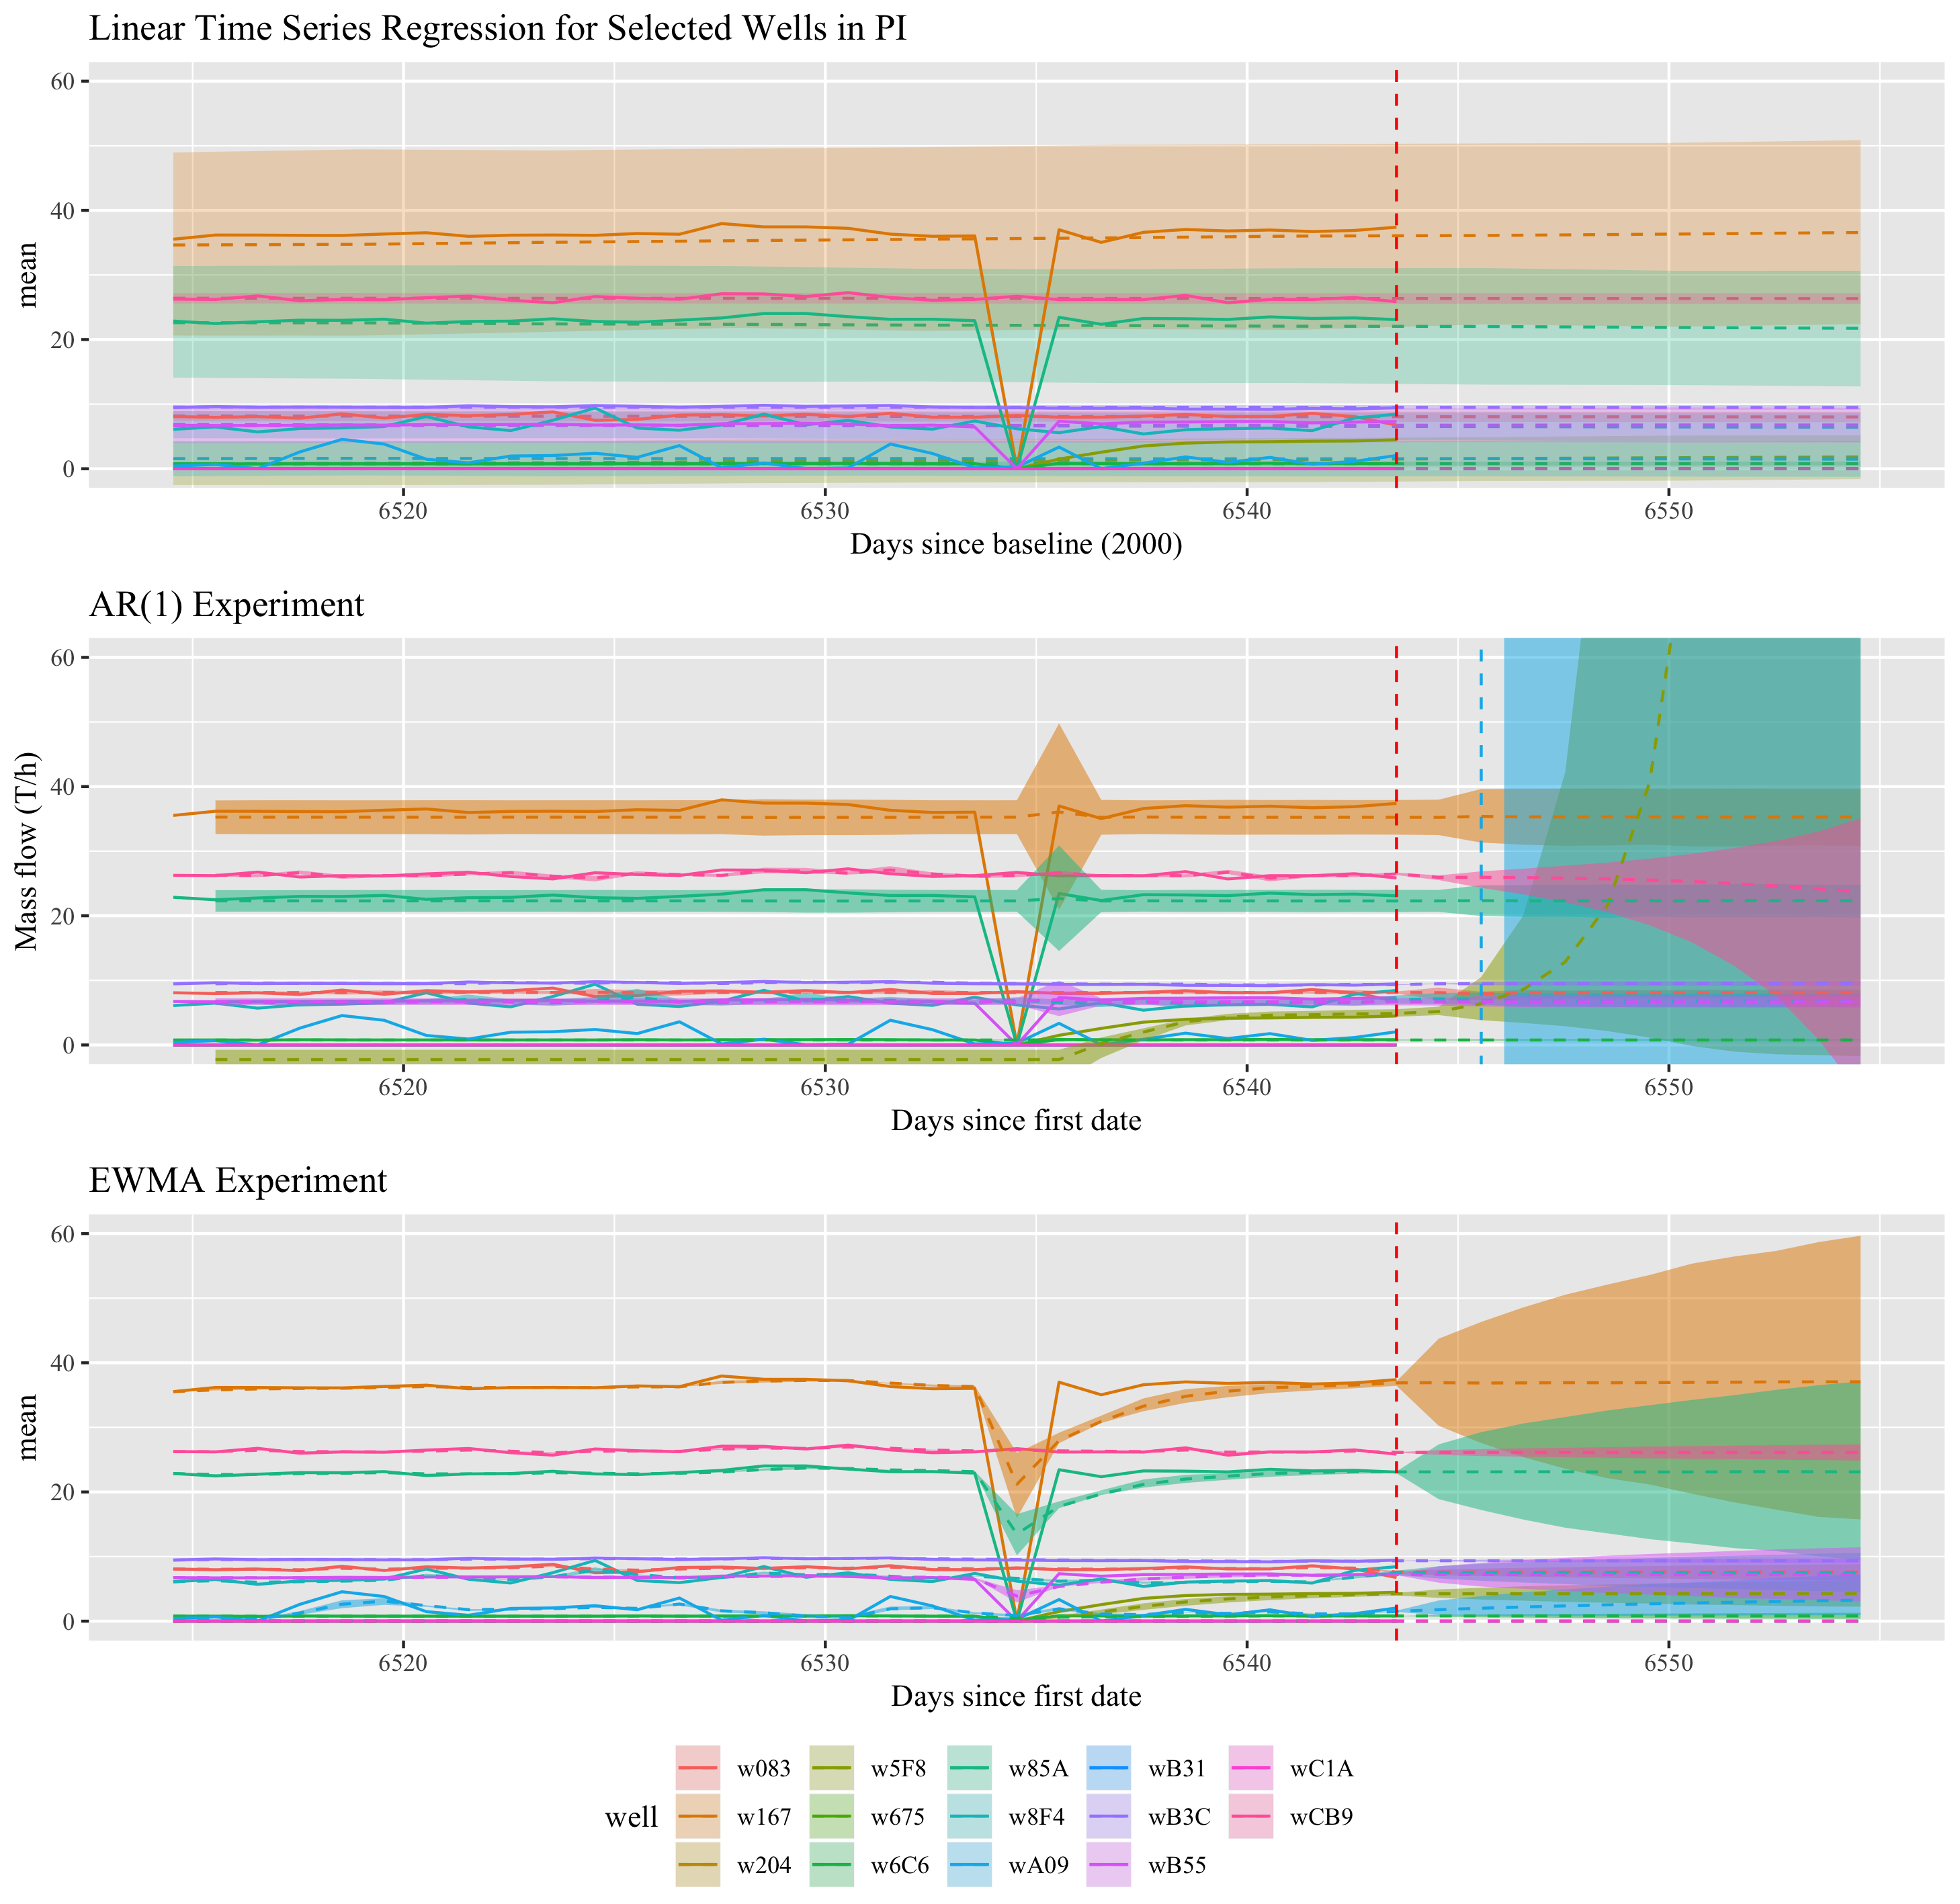 Linear Time Series Regression for Selected Wells in PI
60
40
20
0
mean
6520 6530 6540 6550
Days since baseline (2000)
AR(1) Experiment
60
40
20
0
Mass flow (T/h)
6520 6530 6540 6550
Days since first date
EWMA Experiment
60
40
20
0
mean
6520 6530 6540 6550
Days since first date
w083 w5F8 w85A wB31 wC1A
well w167 w675 w8F4 wB3C wCB9
w204 w6C6 wA09 wB55